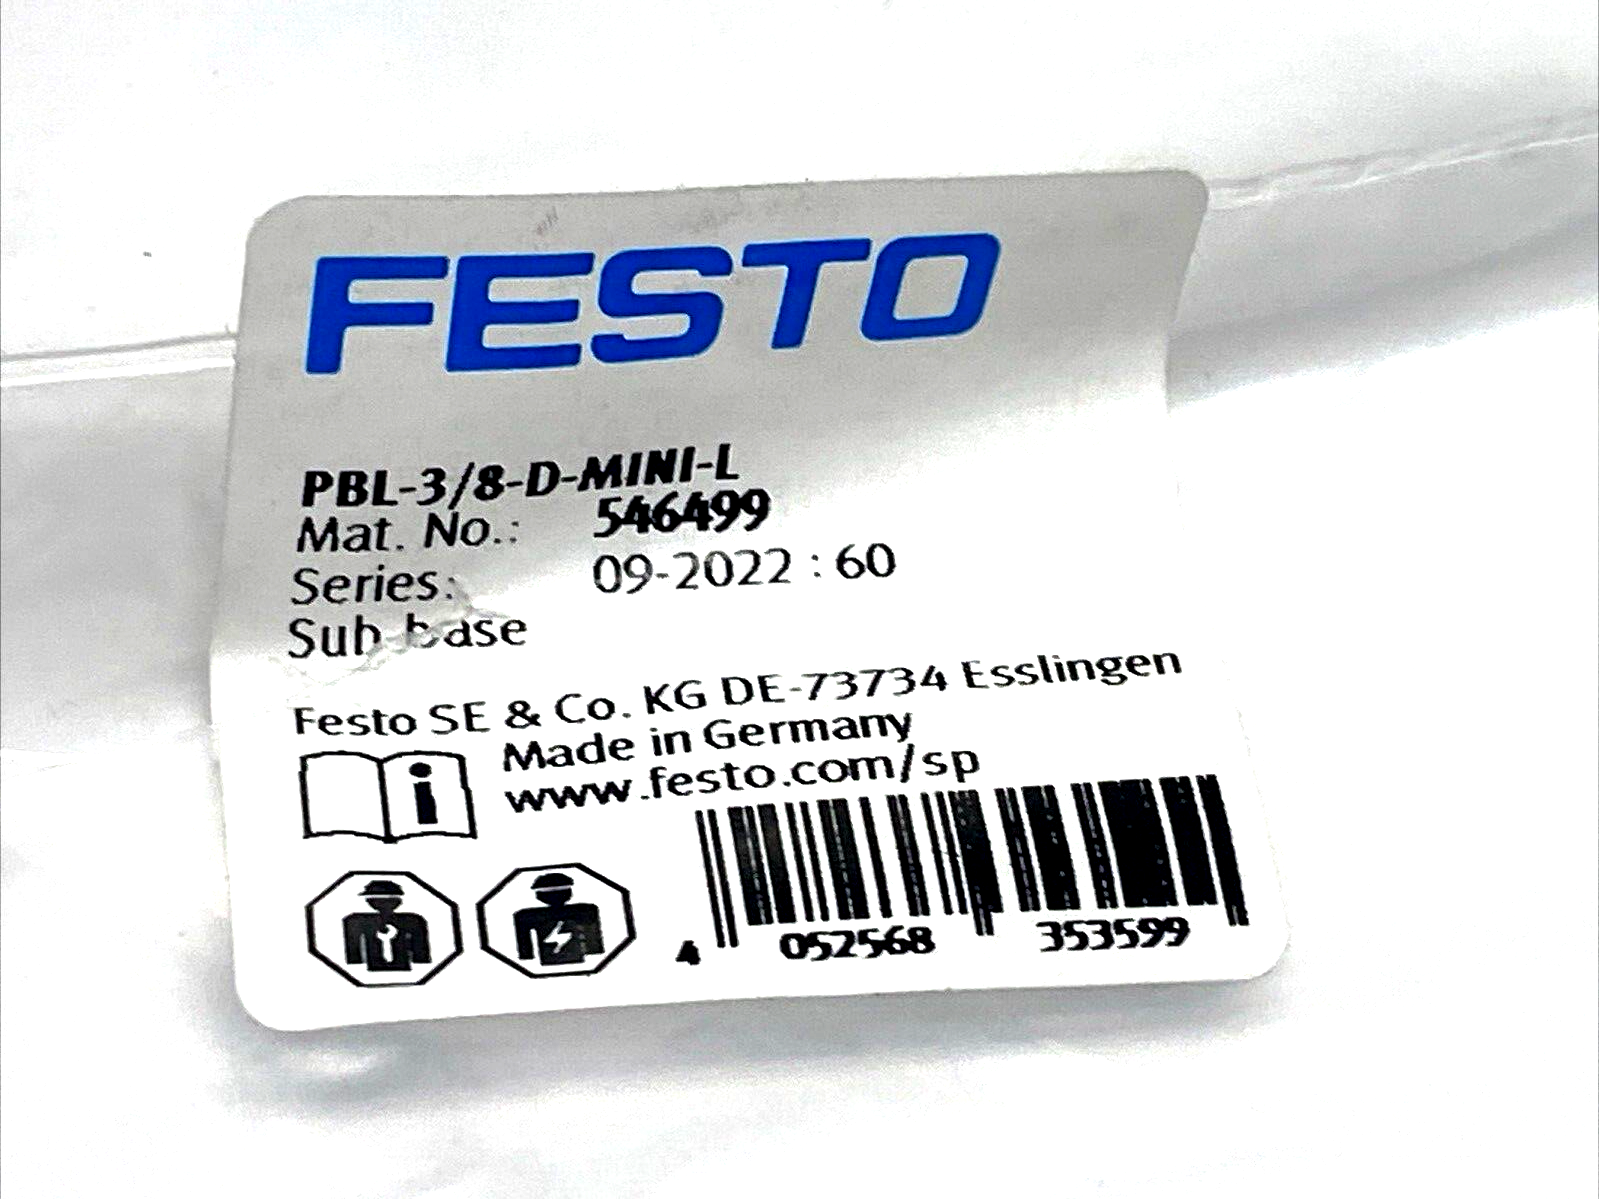 FESTO
PBL-3/8-D-MINI-L
Mat. No.: 546499
Series: 09-2022 : 60
Sub-base
Festo SE & Co. KG DE-73734 Esslingen
Made in Germany
www.festo.com/sp
4 052568 353599